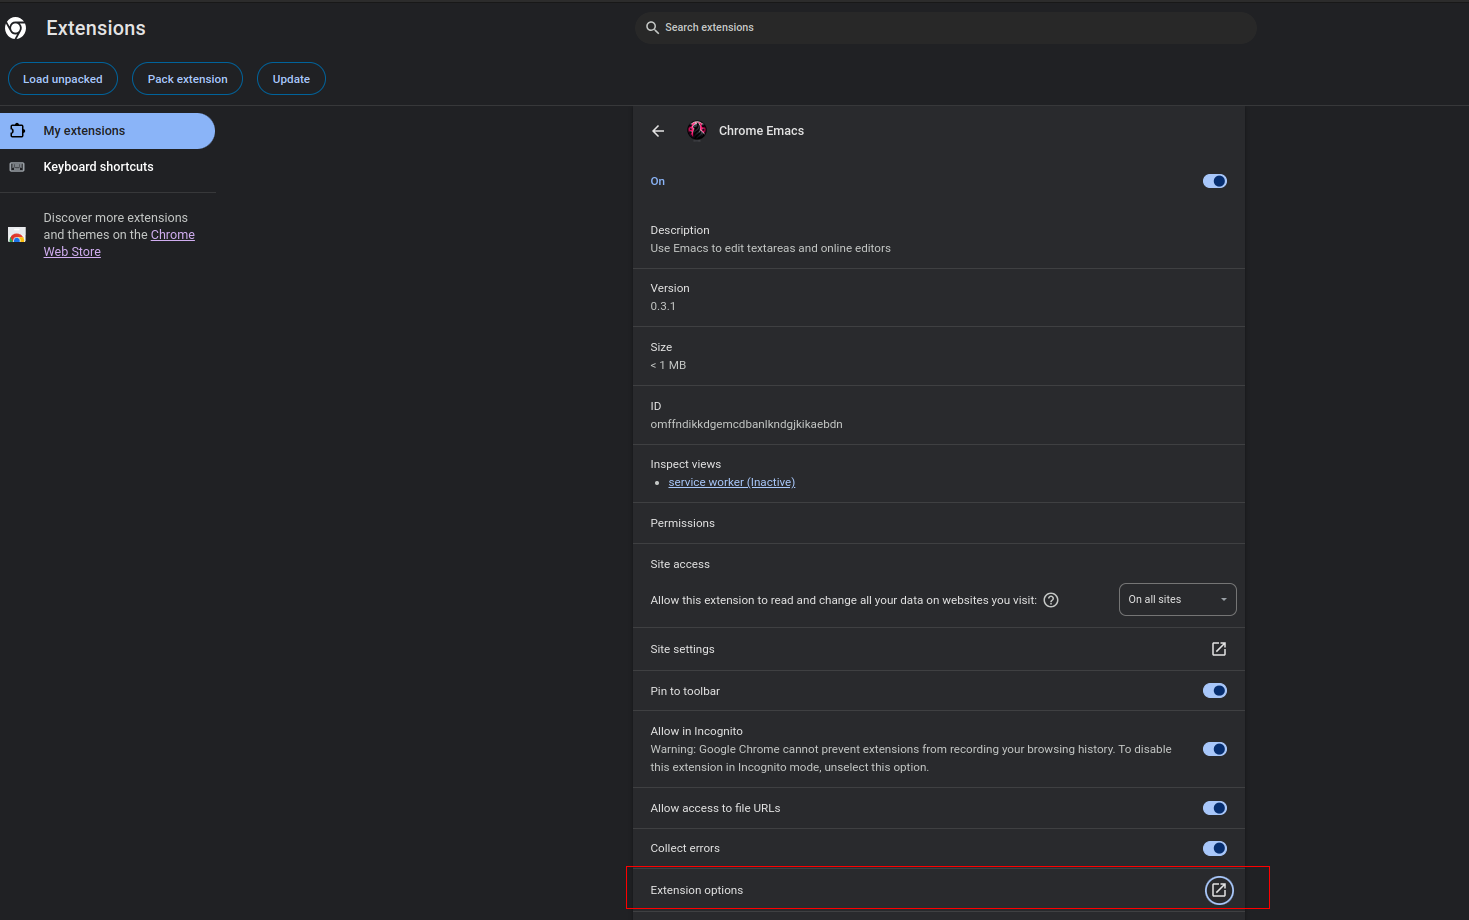 Extensions
Search extensions
Load unpacked
Pack extension
Update
My extensions
Keyboard shortcuts
Discover more extensions
and themes on the Chrome
Web Store
Chrome Emacs
On
Description
Use Emacs to edit textareas and online editors
Version
0.3.1
Size
< 1 MB
ID
omffndikkdgemcdbanlkndgjkikaebdn
Inspect views
• service worker (Inactive)
Permissions
Site access
Allow this extension to read and change all your data on websites you visit:
On all sites
Site settings
Pin to toolbar
Allow in Incognito
Warning: Google Chrome cannot prevent extensions from recording your browsing history. To disable
this extension in Incognito mode, unselect this option.
Allow access to file URLs
Collect errors
Extension options